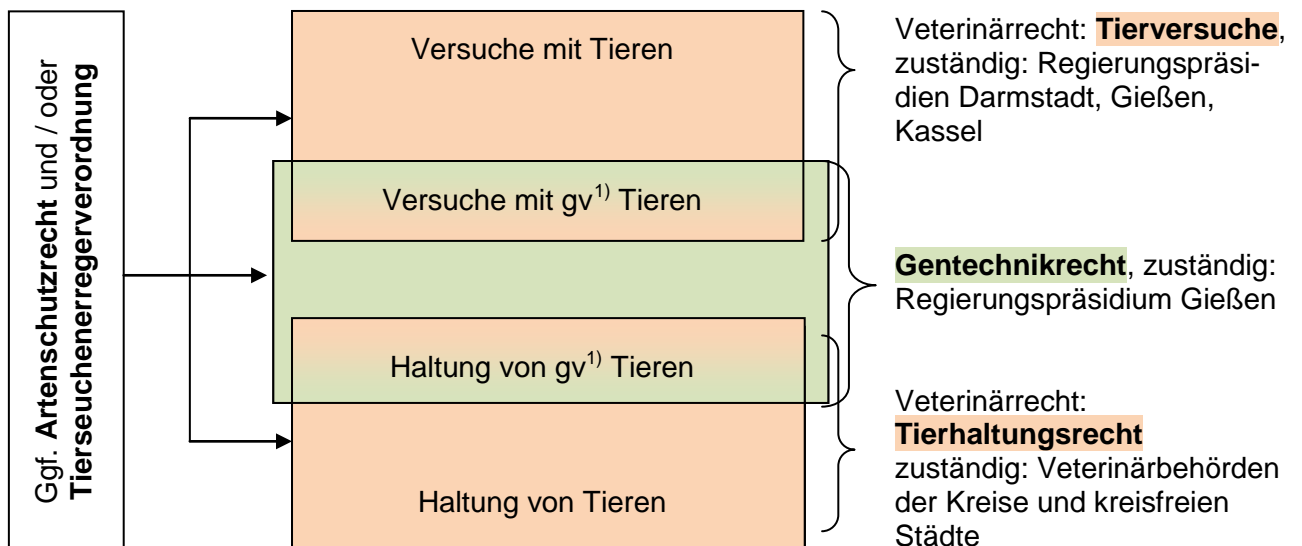 Ggf. Artenschutzrecht und / oder
Tierseuchenerregerverordnung
Versuche mit Tieren
Versuche mit gv1) Tieren
Haltung von gv1) Tieren
Haltung von Tieren
Veterinärrecht: Tierversuche,
zuständig: Regierungspräsi-
dien Darmstadt, Gießen,
Kassel
Gentechnikrecht, zuständig:
Regierungspräsidium Gießen
Veterinärrecht:
Tierhaltungsrecht
zuständig: Veterinärbehörden
der Kreise und kreisfreien
Städte